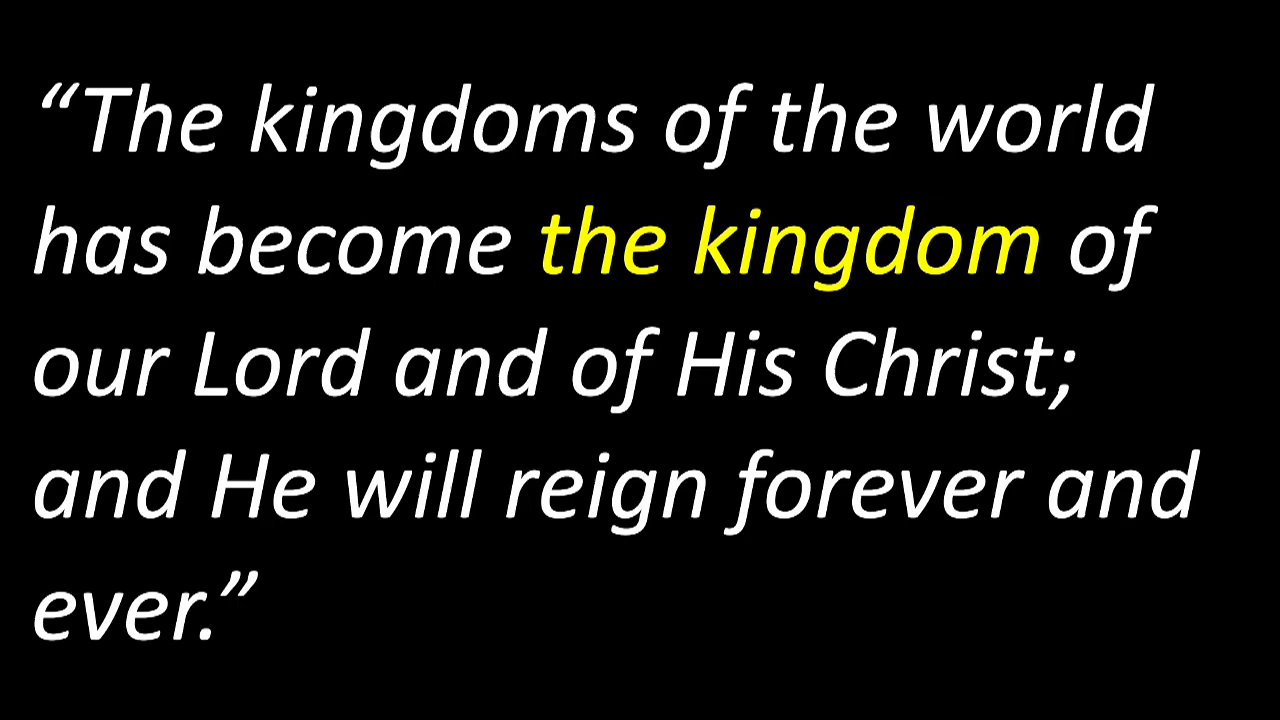 “The kingdoms of the world
has become the kingdom of
our Lord and of His Christ;
and He will reign forever and
ever.”